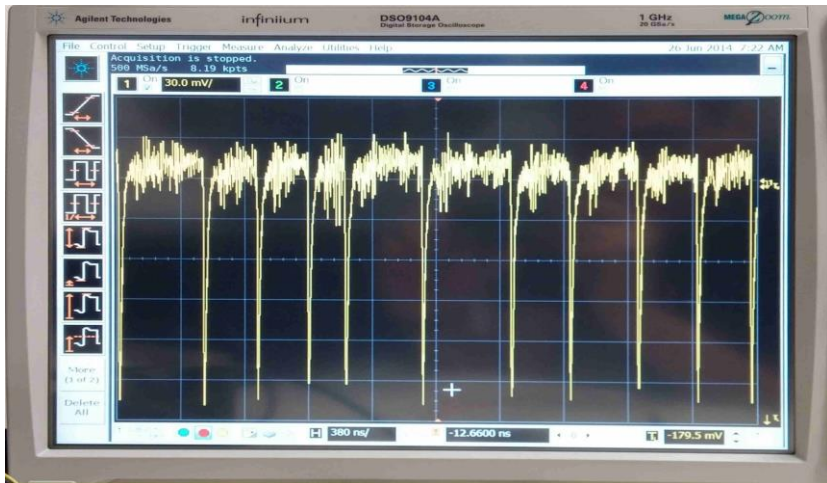 Agilent Technologies infiniium DSO9104A 1 GHz MEGA Zoom
Digital Storage Oscilloscope 20 GSa/s
File Control Setup Trigger Measure Analyze Utilities Help 26 Jun 2014 7:22 AM
Acquisition is stopped.
500 MSa/s 8.19 kpts
1 On 30.0 mV/ 2 On 3 On 4 On
More
(1 of 2)
Delete
All
H 380 ns/ -12.6600 ns 0 T -179.5 mV